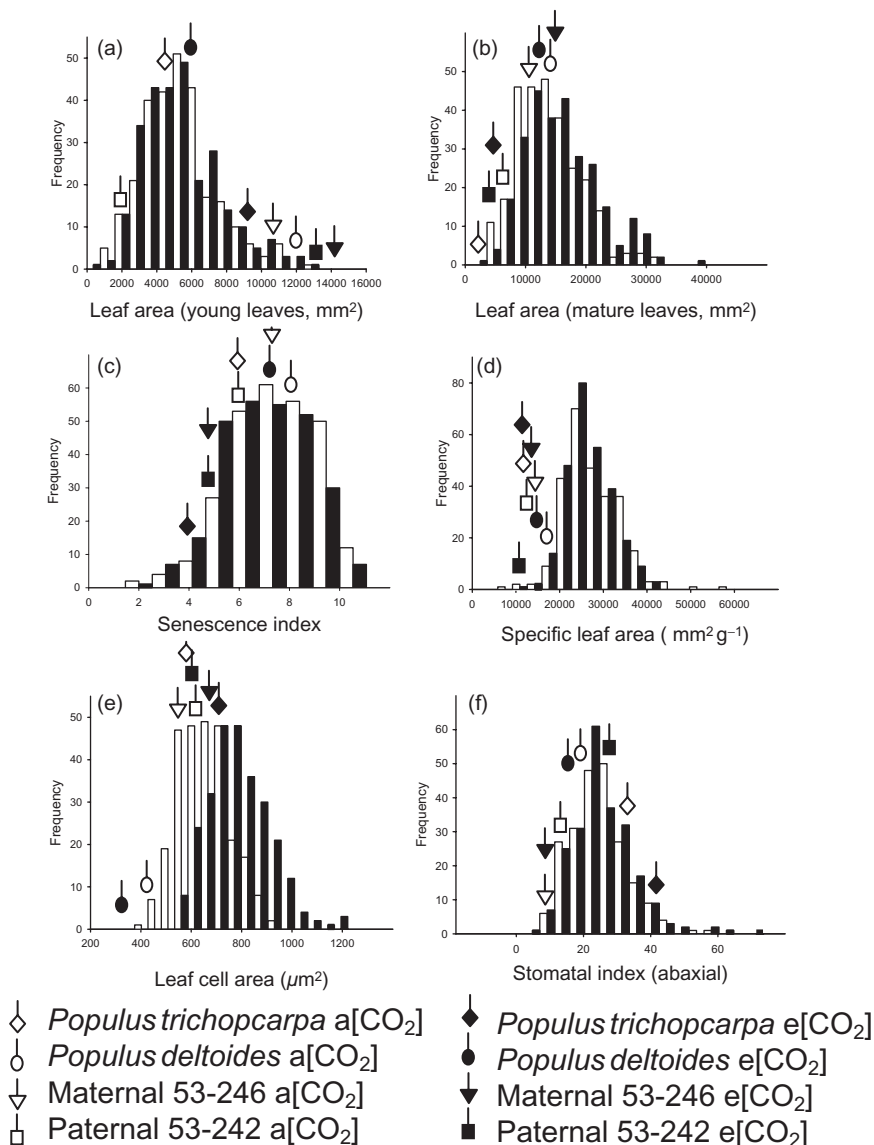 (a)
Frequency
50
40
30
20
10
0
0 2000 4000 6000 8000 10000 12000 14000 16000
Leaf area (young leaves, mm²)
(b)
Frequency
50
40
30
20
10
0
0 10000 20000 30000 40000
Leaf area (mature leaves, mm²)
(c)
Frequency
60
50
40
30
20
10
0
0 2 4 6 8 10
Senescence index
(d)
Frequency
80
60
40
20
0
0 10000 20000 30000 40000 50000 60000
Specific leaf area ( mm² g⁻¹)
(e)
Frequency
50
40
30
20
10
0
200 400 600 800 1000 1200
Leaf cell area (µm²)
(f)
Frequency
60
50
40
30
20
10
0
0 20 40 60
Stomatal index (abaxial)
Populus trichopcarpa a[CO₂]
Populus deltoides a[CO₂]
Maternal 53-246 a[CO₂]
Paternal 53-242 a[CO₂]
Populus trichopcarpa e[CO₂]
Populus deltoides e[CO₂]
Maternal 53-246 e[CO₂]
Paternal 53-242 e[CO₂]